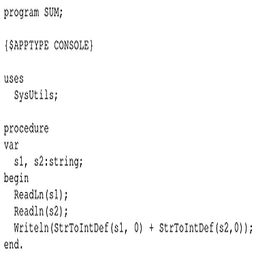 program SUM;
{$APPTYPE CONSOLE}
uses
SysUtils;
procedure
var
s1, s2:string;
begin
ReadLn(s1);
Readln(s2);
Writeln(StrToIntDef(s1, 0) + StrToIntDef(s2,0));
end.